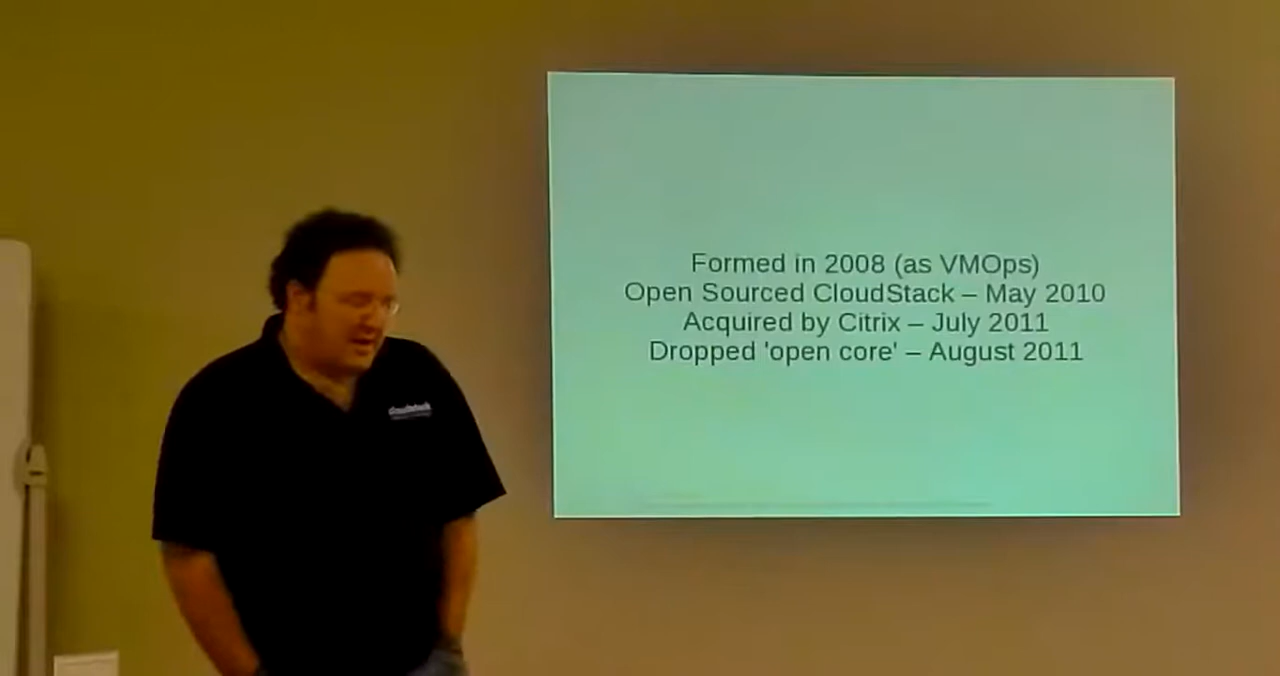 Formed in 2008 (as VMOps)
Open Sourced CloudStack – May 2010
Acquired by Citrix – July 2011
Dropped 'open core' – August 2011
cloudstack